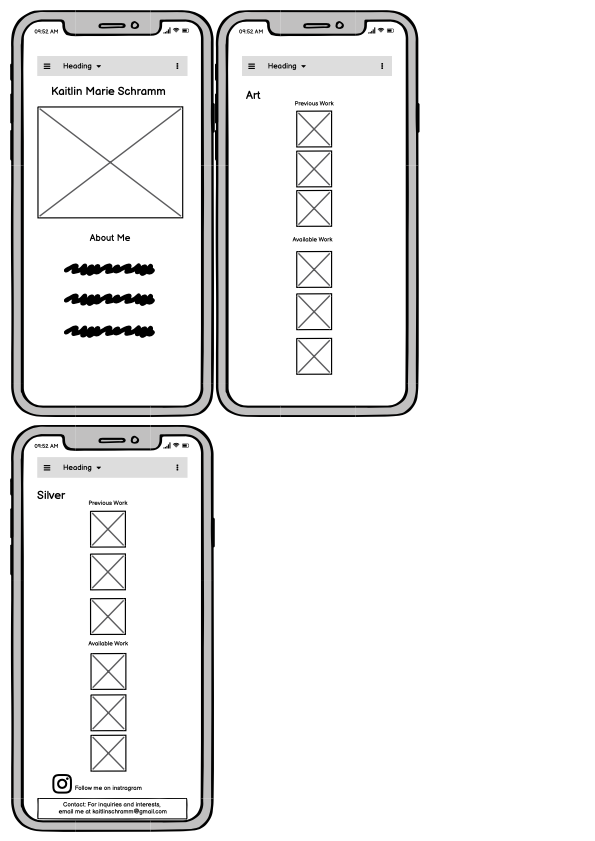 09:52 AM
Heading
Kaitlin Marie Schramm
About Me
09:52 AM
Heading
Art
Previous Work
Available Work
09:52 AM
Heading
Silver
Previous Work
Available Work
Follow me on instagram
Contact: For inquiries and interests,
email me at kaitlinschramm@gmail.com